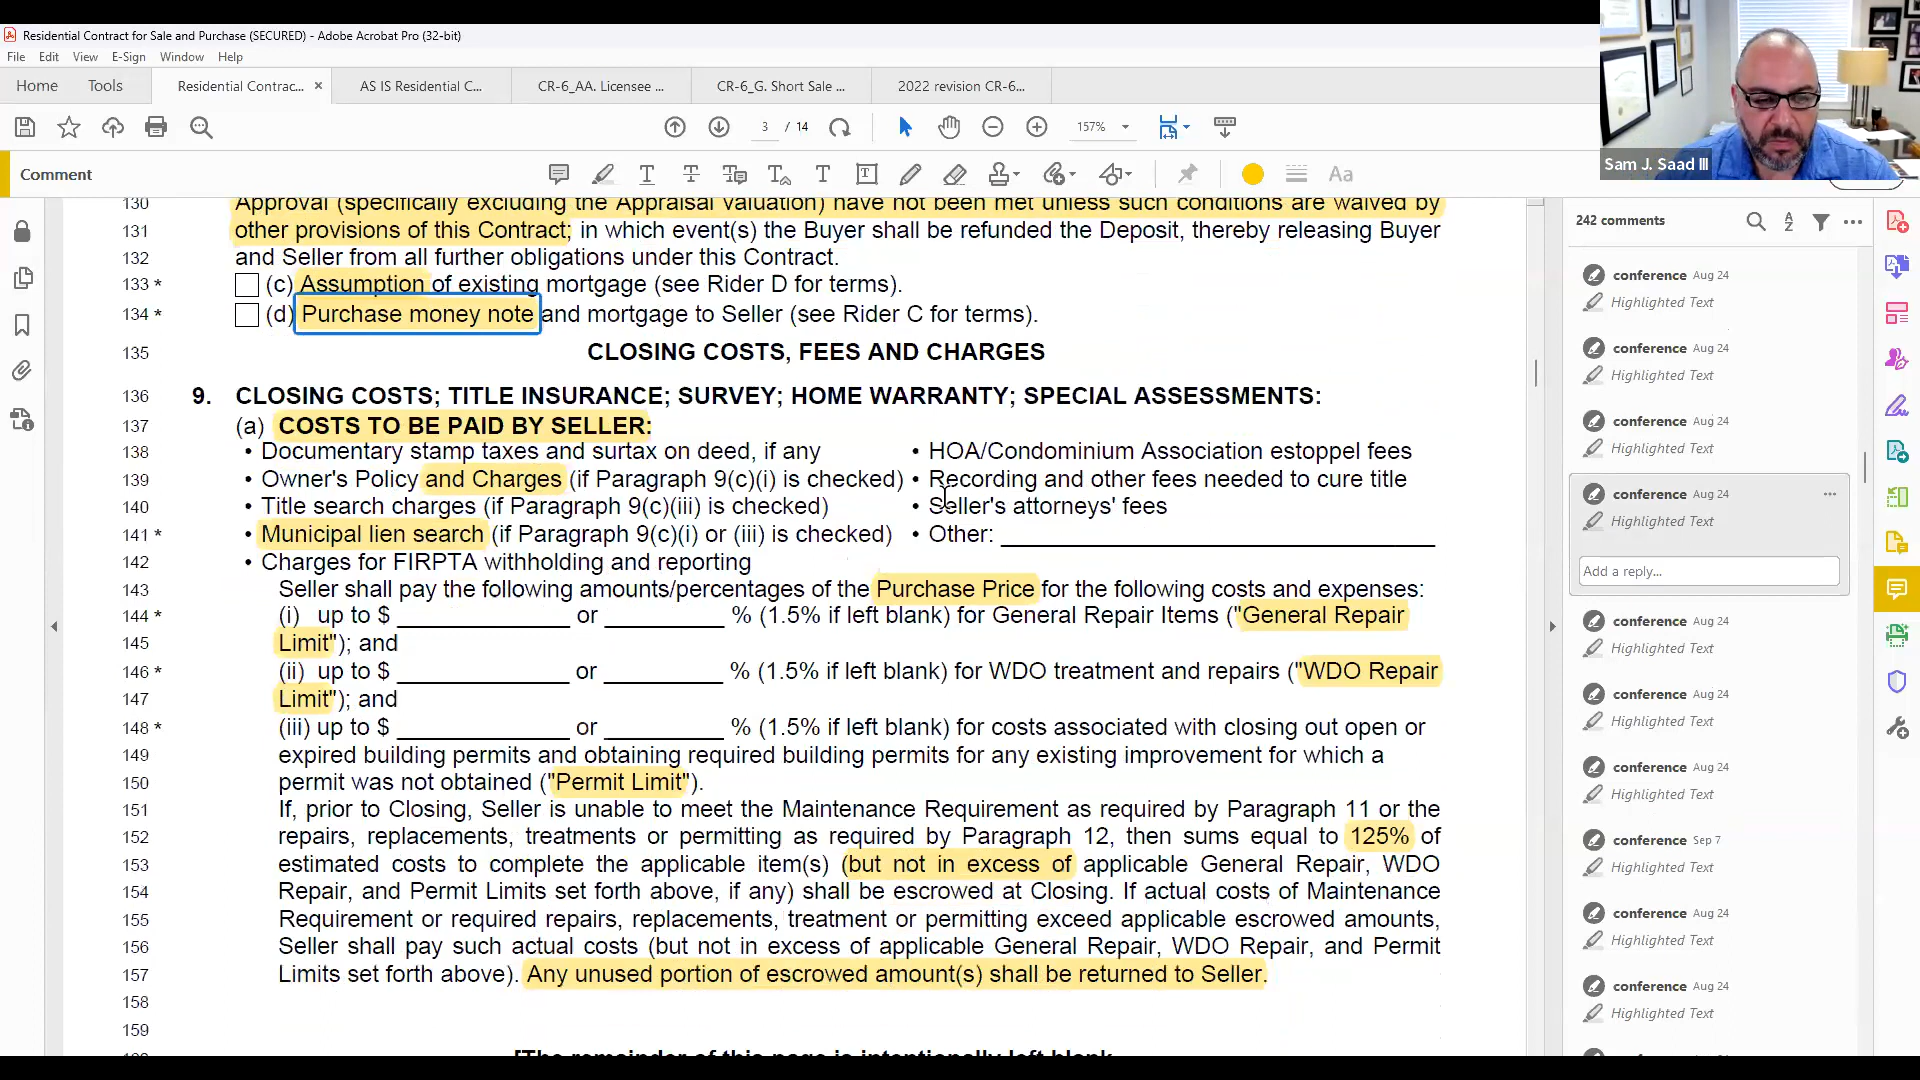 Residential Contract for Sale and Purchase (SECURED) - Adobe Acrobat Pro (32-bit)
File Edit View Sign Window Help
Home Tools Residential Contrac... × AS IS Residential C... CR-6_AA. Licensee ... CR-6_G. Short Sale ... 2022 revision CR-6...
3 / 14 157%
Sam J. Saad III
Comment
130 Approval (specifically excluding the Appraisal valuation) have not been met unless such conditions are waived by
131 other provisions of this Contract; in which event(s) the Buyer shall be refunded the Deposit, thereby releasing Buyer
132 and Seller from all further obligations under this Contract.
133 * (c) Assumption of existing mortgage (see Rider D for terms).
134 * (d) Purchase money note and mortgage to Seller (see Rider C for terms).
135 CLOSING COSTS, FEES AND CHARGES
136 9. CLOSING COSTS; TITLE INSURANCE; SURVEY; HOME WARRANTY; SPECIAL ASSESSMENTS:
137 (a) COSTS TO BE PAID BY SELLER:
138 • Documentary stamp taxes and surtax on deed, if any • HOA/Condominium Association estoppel fees
139 • Owner's Policy and Charges (if Paragraph 9(c)(i) is checked) • Recording and other fees needed to cure title
140 • Title search charges (if Paragraph 9(c)(iii) is checked) • Seller's attorneys' fees
141 * • Municipal lien search (if Paragraph 9(c)(i) or (iii) is checked) • Other: ____________________
142 • Charges for FIRPTA withholding and reporting
143 Seller shall pay the following amounts/percentages of the Purchase Price for the following costs and expenses:
144 * (i) up to $ __________ or ________ % (1.5% if left blank) for General Repair Items ("General Repair
145 Limit"); and
146 * (ii) up to $ __________ or ________ % (1.5% if left blank) for WDO treatment and repairs ("WDO Repair
147 Limit"); and
148 * (iii) up to $ __________ or ________ % (1.5% if left blank) for costs associated with closing out open or
149 expired building permits and obtaining required building permits for any existing improvement for which a
150 permit was not obtained ("Permit Limit").
151 If, prior to Closing, Seller is unable to meet the Maintenance Requirement as required by Paragraph 11 or the
152 repairs, replacements, treatments or permitting as required by Paragraph 12, then sums equal to 125% of
153 estimated costs to complete the applicable item(s) (but not in excess of applicable General Repair, WDO
154 Repair, and Permit Limits set forth above, if any) shall be escrowed at Closing. If actual costs of Maintenance
155 Requirement or required repairs, replacements, treatment or permitting exceed applicable escrowed amounts,
156 Seller shall pay such actual costs (but not in excess of applicable General Repair, WDO Repair, and Permit
157 Limits set forth above). Any unused portion of escrowed amount(s) shall be returned to Seller.
158
159
[The remainder of this page is intentionally left blank
242 comments
conference Aug 24
Highlighted Text
conference Aug 24
Highlighted Text
conference Aug 24
Highlighted Text
conference Aug 24
Highlighted Text
Add a reply...
conference Aug 24
Highlighted Text
conference Aug 24
Highlighted Text
conference Aug 24
Highlighted Text
conference Sep 7
Highlighted Text
conference Aug 24
Highlighted Text
conference Aug 24
Highlighted Text